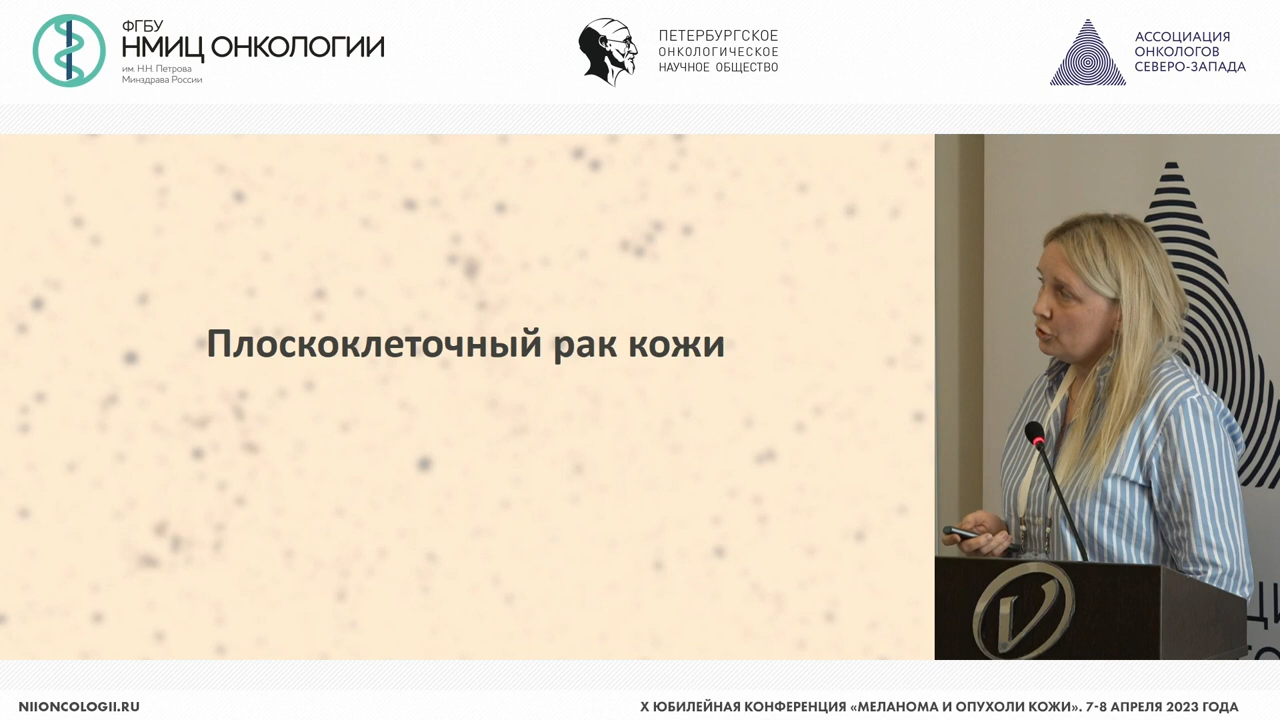 ФГБУ
НМИЦ ОНКОЛОГИИ
им. Н.Н. Петрова
Минздрава России
ПЕТЕРБУРГСКОЕ
ОНКОЛОГИЧЕСКОЕ
НАУЧНОЕ ОБЩЕСТВО
АССОЦИАЦИЯ
ОНКОЛОГОВ
СЕВЕРО-ЗАПАДА
Плоскоклеточный рак кожи
NIIONCOLOGII.RU
X ЮБИЛЕЙНАЯ КОНФЕРЕНЦИЯ «МЕЛАНОМА И ОПУХОЛИ КОЖИ». 7-8 АПРЕЛЯ 2023 ГОДА